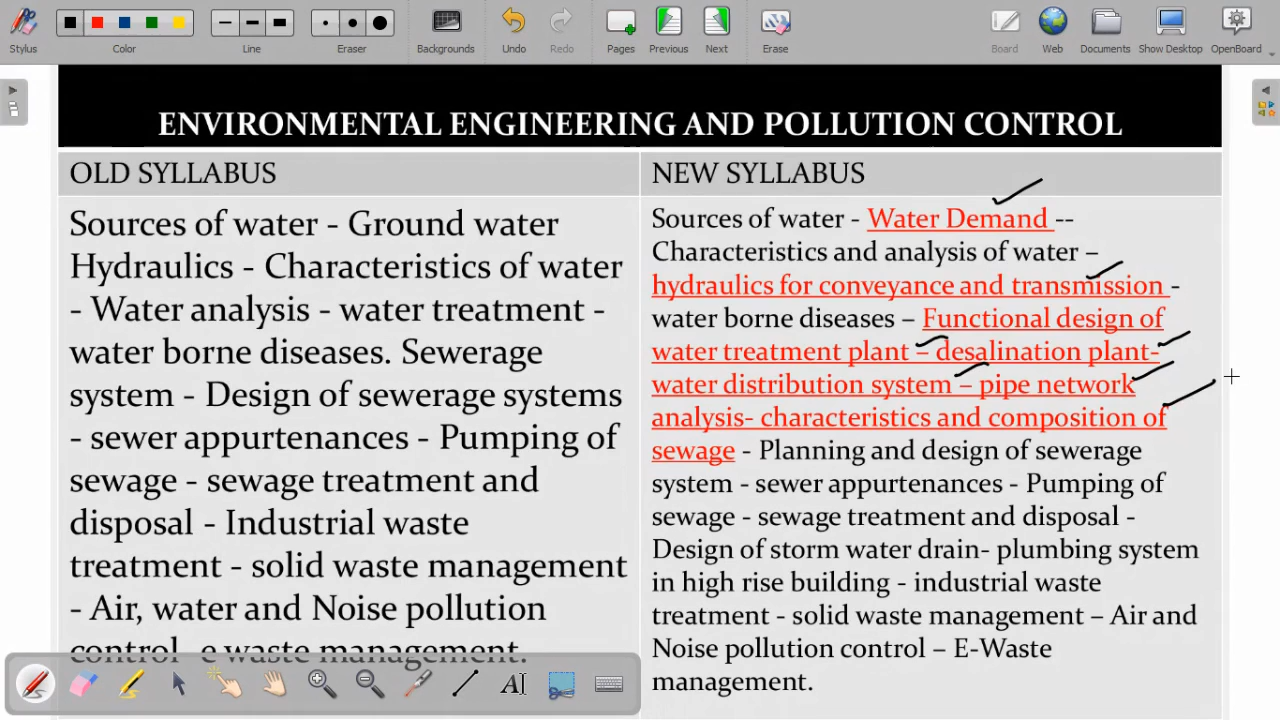 Stylus
Color
Line
Eraser
Backgrounds
Undo
Redo
Pages
Previous
Next
Erase
Board
Web
Documents
Show Desktop
OpenBoard
ENVIRONMENTAL ENGINEERING AND POLLUTION CONTROL
OLD SYLLABUS
Sources of water - Ground water
Hydraulics - Characteristics of water
- Water analysis - water treatment -
water borne diseases. Sewerage
system - Design of sewerage systems
- sewer appurtenances - Pumping of
sewage - sewage treatment and
disposal - Industrial waste
treatment - solid waste management
- Air, water and Noise pollution
control e waste management.
NEW SYLLABUS
Sources of water - Water Demand --
Characteristics and analysis of water –
hydraulics for conveyance and transmission -
water borne diseases – Functional design of
water treatment plant – desalination plant-
water distribution system – pipe network
analysis- characteristics and composition of
sewage - Planning and design of sewerage
system - sewer appurtenances - Pumping of
sewage - sewage treatment and disposal -
Design of storm water drain- plumbing system
in high rise building - industrial waste
treatment - solid waste management – Air and
Noise pollution control – E-Waste
management.